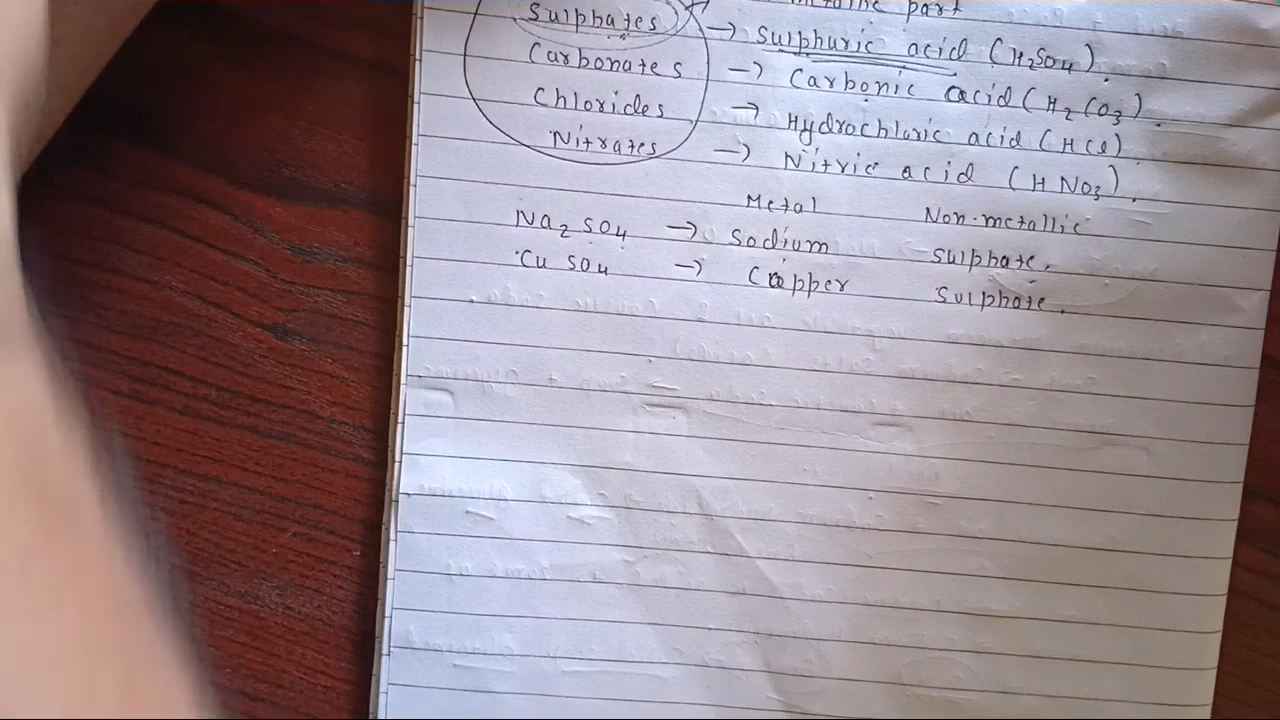 metallic part
Sulphates → Sulphuric acid (H2SO4).
Carbonates → Carbonic acid (H2CO3).
Chlorides → Hydrochloric acid (HCl).
Nitrates → Nitric acid (HNO3).
Metal Non-metallic
Na2SO4 → Sodium sulphate.
CuSO4 → Copper Sulphate.